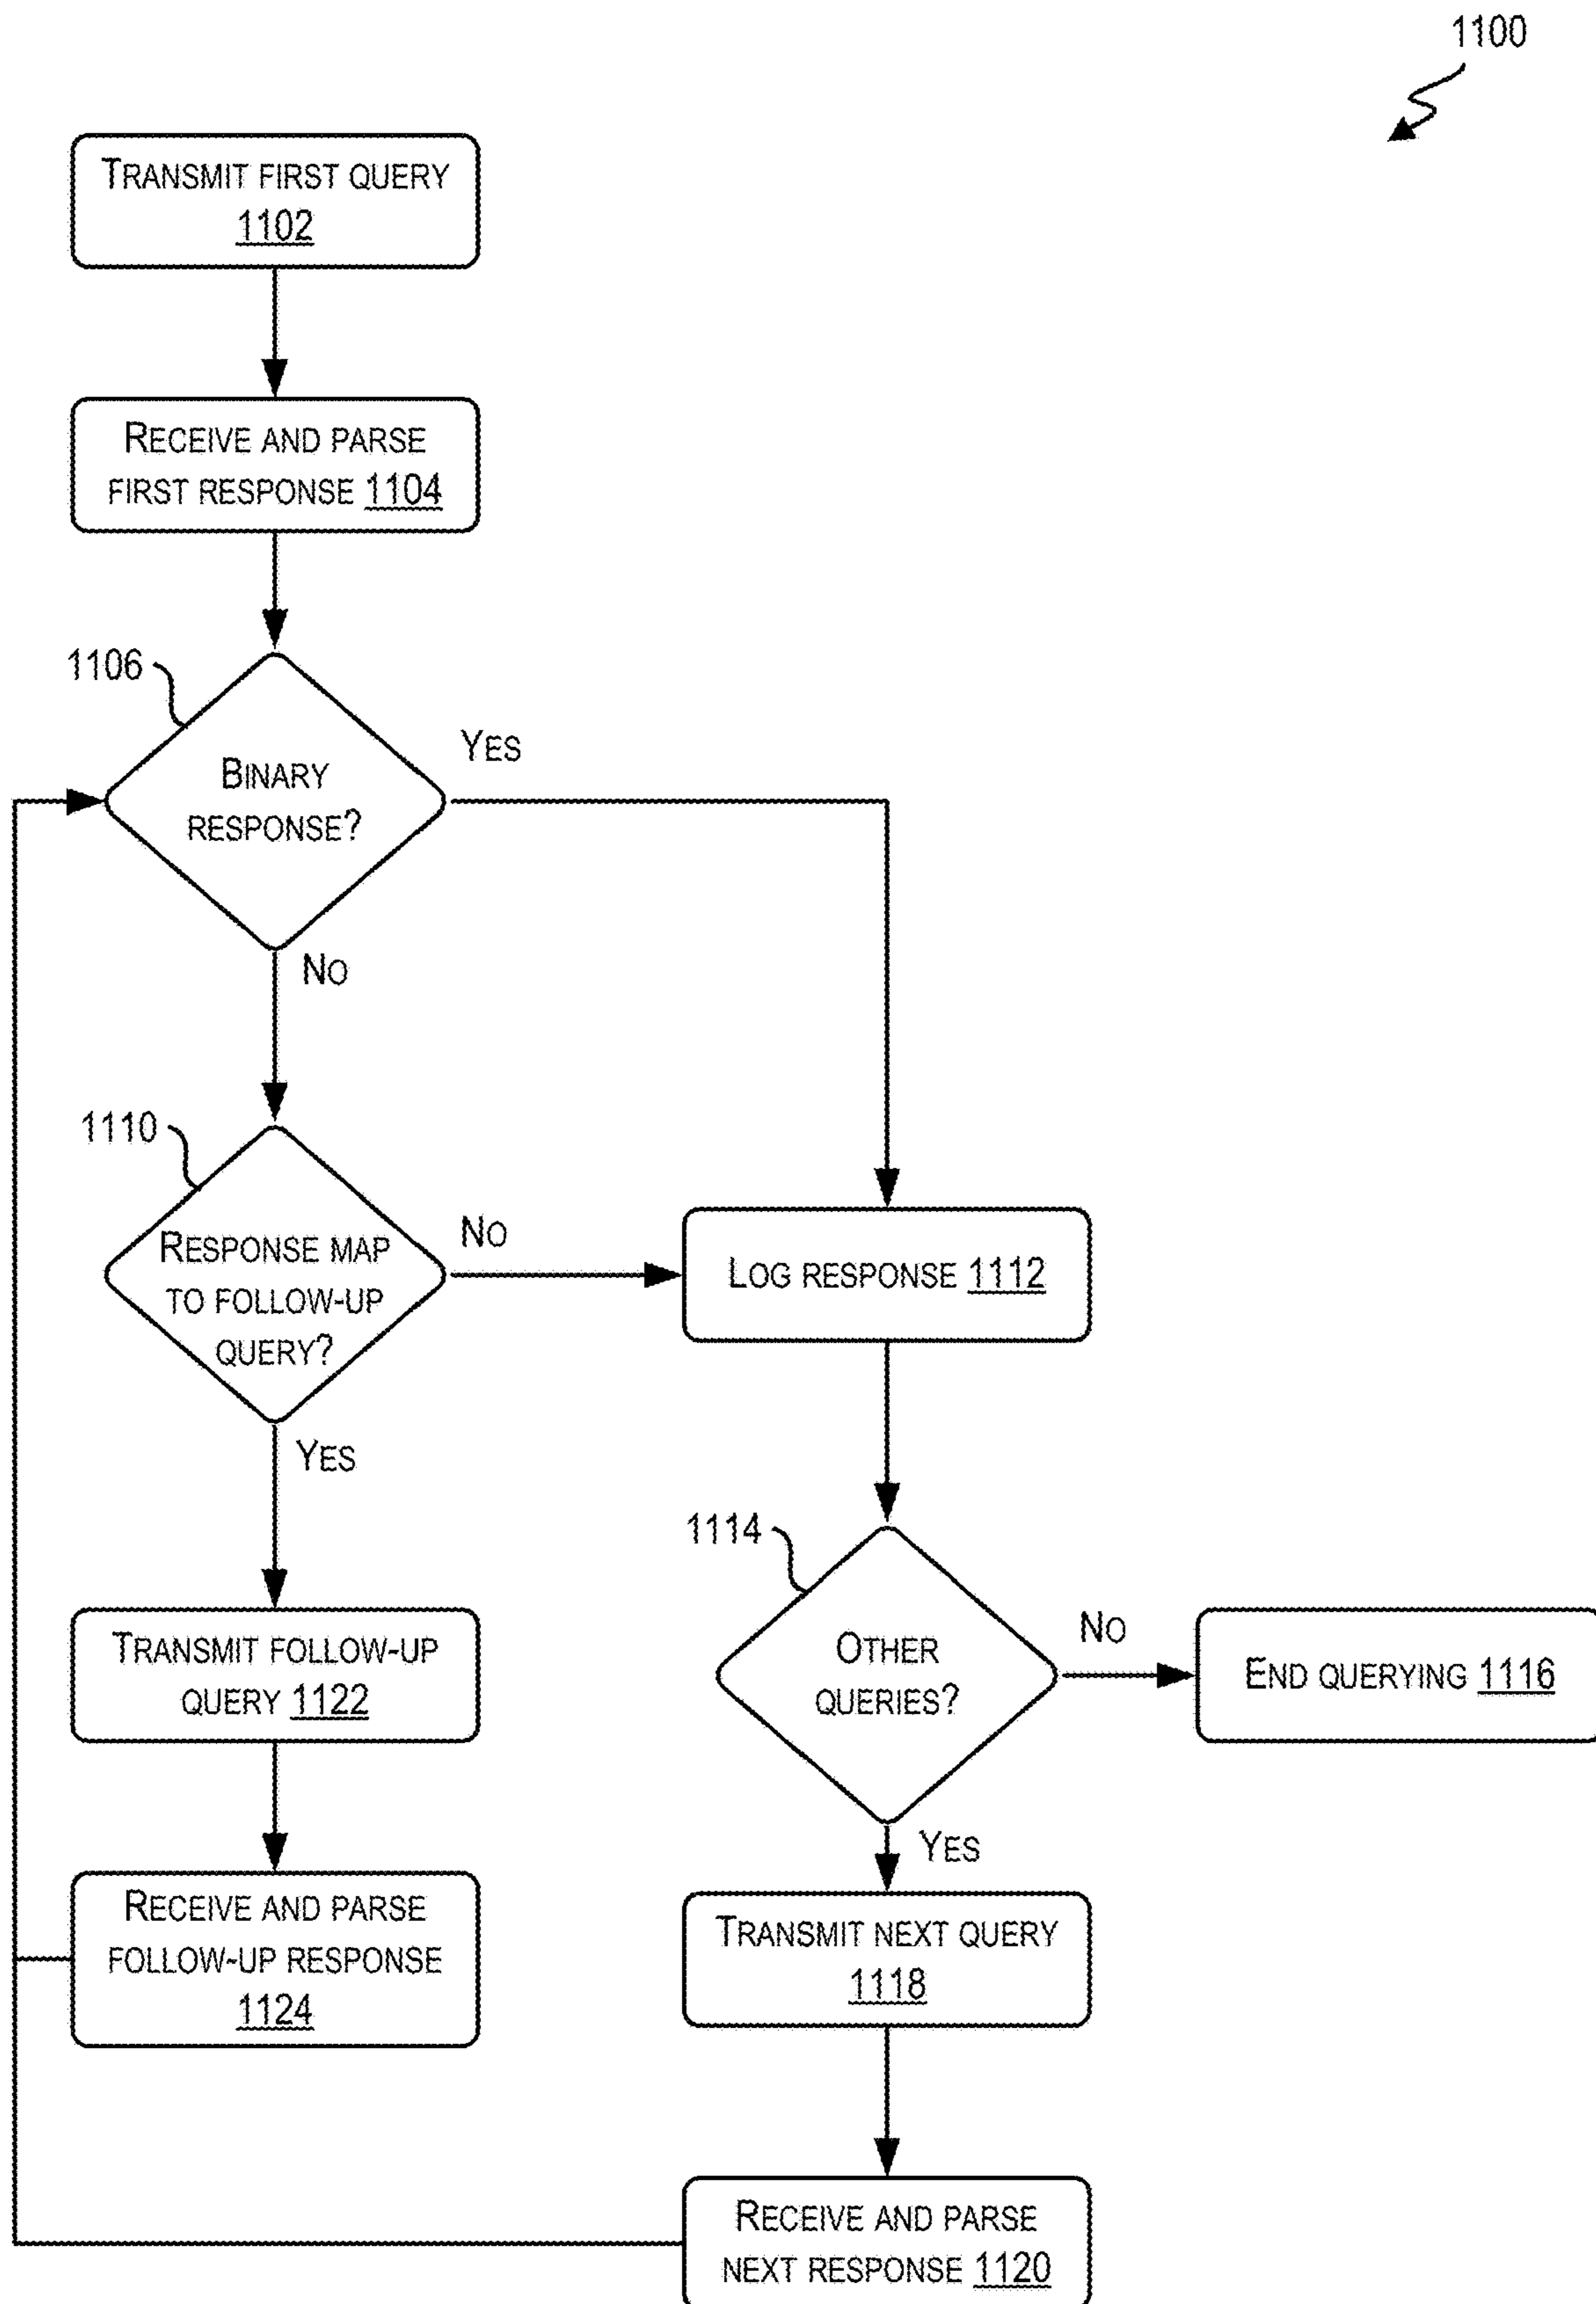 1100
TRANSMIT FIRST QUERY
1102
RECEIVE AND PARSE
FIRST RESPONSE 1104
1106
BINARY
RESPONSE?
YES
NO
1110
RESPONSE MAP
TO FOLLOW-UP
QUERY?
NO
YES
LOG RESPONSE 1112
1114
OTHER
QUERIES?
NO
YES
END QUERYING 1116
TRANSMIT FOLLOW-UP
QUERY 1122
RECEIVE AND PARSE
FOLLOW-UP RESPONSE
1124
TRANSMIT NEXT QUERY
1118
RECEIVE AND PARSE
NEXT RESPONSE 1120